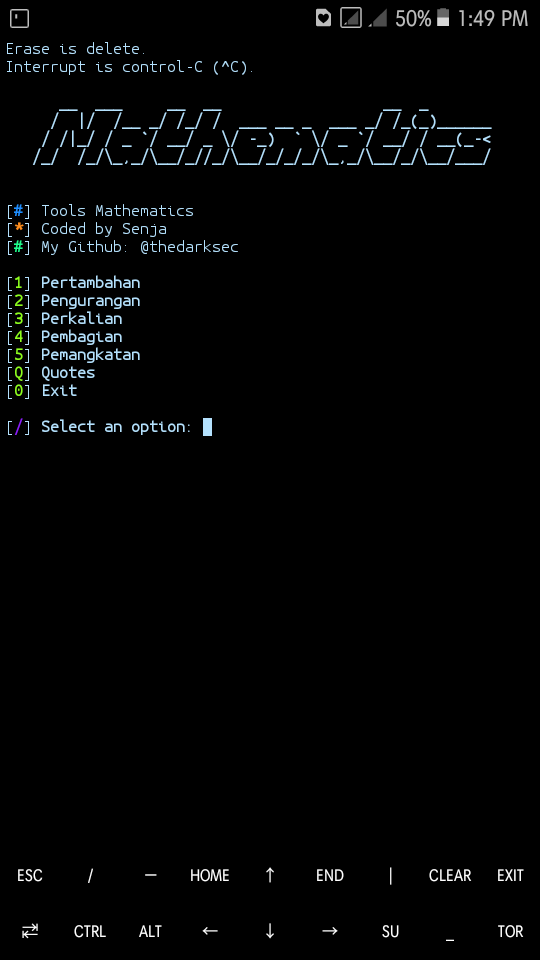 50% 1:49 PM
Erase is delete.
Interrupt is control-C (^C).
Mathematics
[#] Tools Mathematics
[*] Coded by Senja
[#] My Github: @thedarksec
[1] Pertambahan
[2] Pengurangan
[3] Perkalian
[4] Pembagian
[5] Pemangkatan
[Q] Quotes
[0] Exit
[/] Select an option:
ESC / — HOME ↑ END | CLEAR EXIT
⇄ CTRL ALT ← ↓ → SU _ TOR